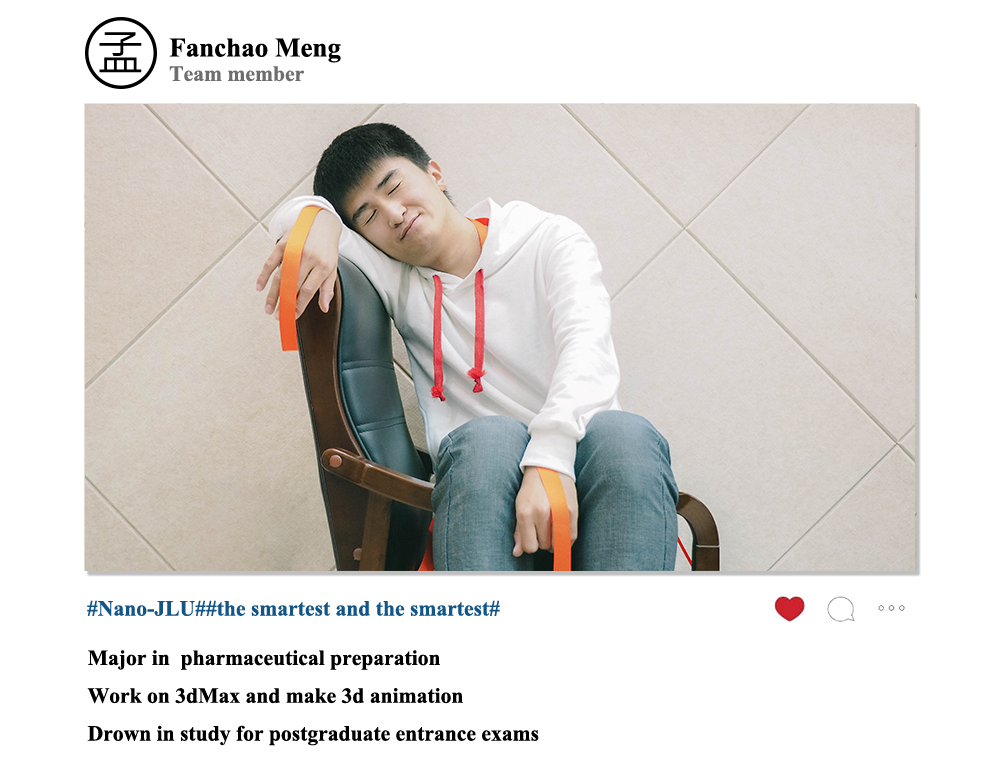 孟
Fanchao Meng
Team member
#Nano-JLU##the smartest and the smartest#
Major in  pharmaceutical preparation
Work on 3dMax and make 3d animation
Drown in study for postgraduate entrance exams